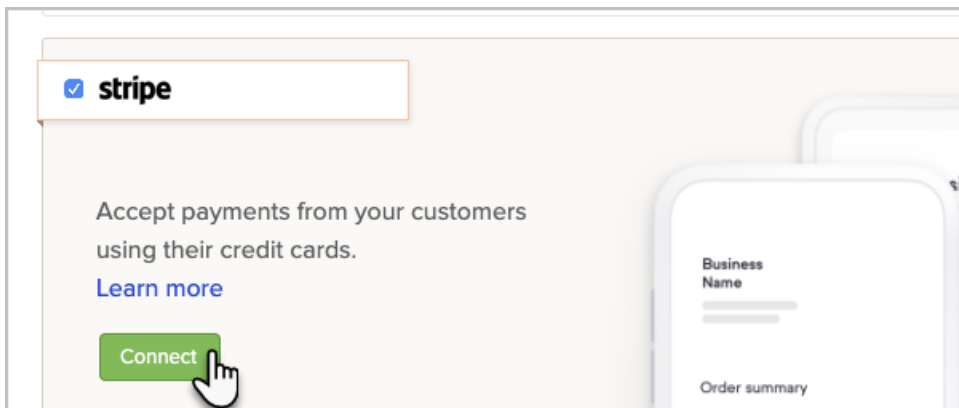 stripe
Accept payments from your customers
using their credit cards.
Learn more
Connect
Business
Name
Order summary